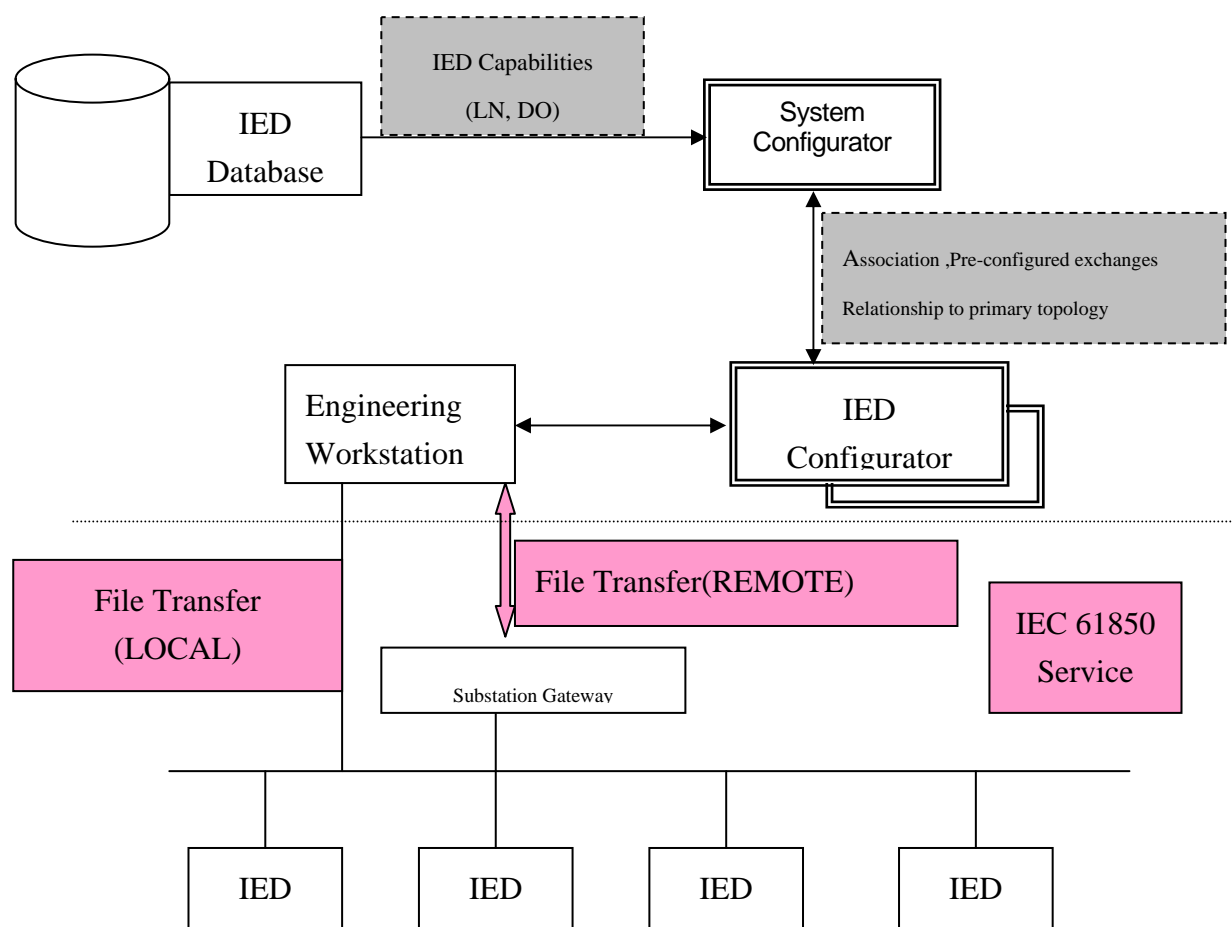 IED Capabilities
(LN, DO)
IED
Database
System
Configurator
Association ,Pre-configured exchanges
Relationship to primary topology
Engineering
Workstation
IED
Configurator
File Transfer
(LOCAL)
File Transfer(REMOTE)
IEC 61850
Service
Substation Gateway
IED
IED
IED
IED